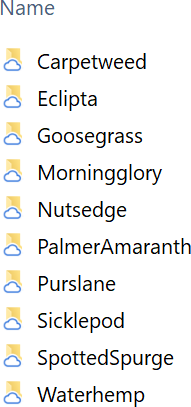 Name
Carpetweed
Eclipta
Goosegrass
Morningglory
Nutsedge
PalmerAmaranth
Purslane
Sicklepod
SpottedSpurge
Waterhemp